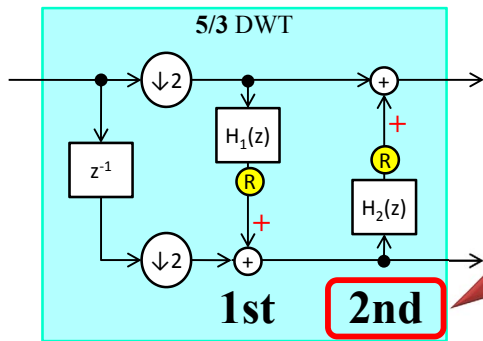 5/3 DWT
↓2
+
H₁(z)
+
R
z⁻¹
R
H₂(z)
+
↓2
+
1st
2nd